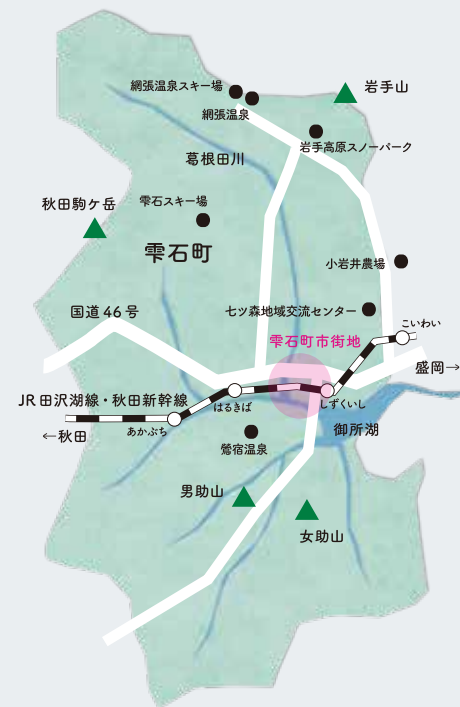 網張温泉スキー場
岩手山
網張温泉
岩手高原スノーパーク
葛根田川
秋田駒ケ岳
雫石スキー場
雫石町
小岩井農場
国道46号
七ツ森地域交流センター
こいわい
雫石町市街地
盛岡→
JR田沢湖線・秋田新幹線
はるきば
しずくいし
あかぶち
←秋田
御所湖
鶯宿温泉
男助山
女助山